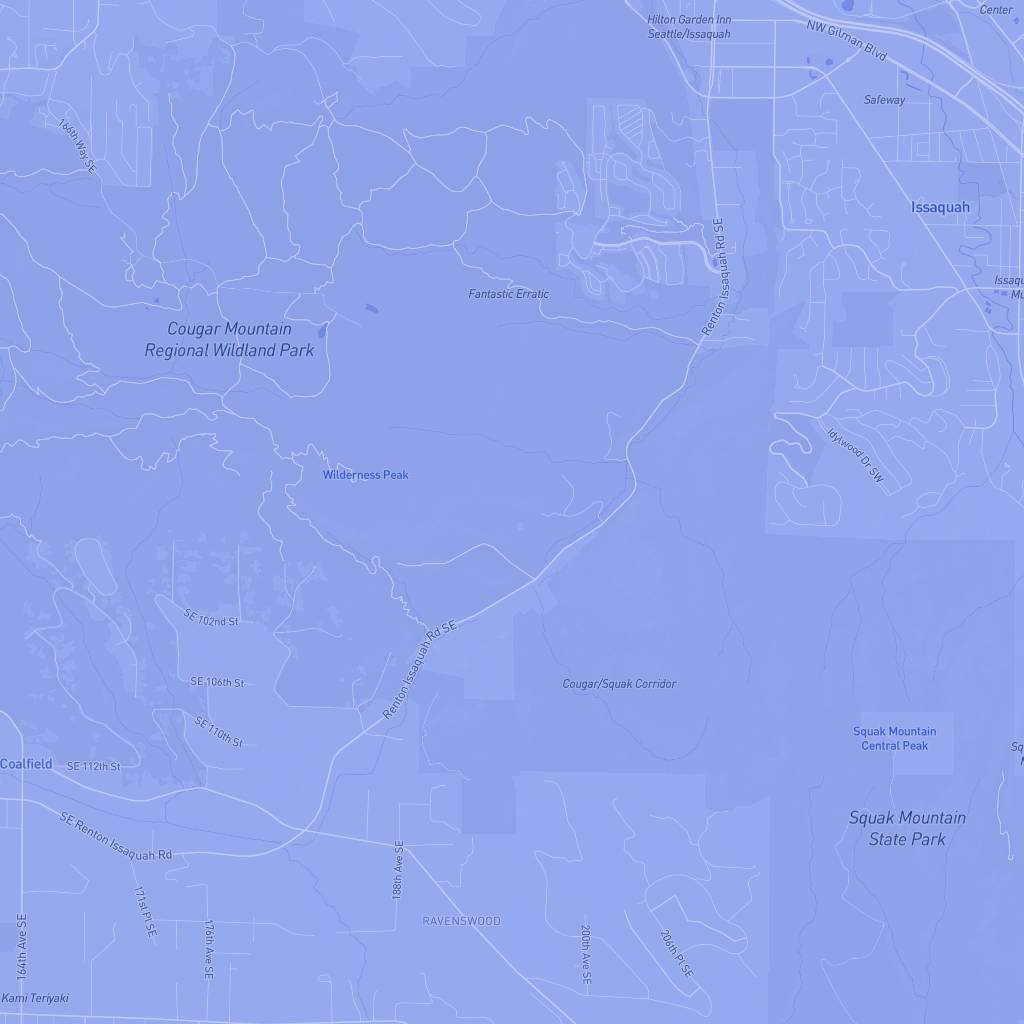 Center
Hilton Garden Inn
Seattle/Issaquah
NW Gilman Blvd
Safeway
166th Way SE
Issaquah
Renton Issaquah Rd SE
Issaqu
Mu
Fantastic Erratic
Cougar Mountain
Regional Wildland Park
Idylwood Dr SW
Wilderness Peak
SE 102nd St
Renton Issaquah Rd SE
SE 106th St
Cougar/Squak Corridor
SE 110th St
Squak Mountain
Central Peak
Sq
M
Coalfield
SE 112th St
Squak Mountain
State Park
SE Renton Issaquah Rd
188th Ave SE
171st Pl SE
RAVENSWOOD
164th Ave SE
176th Ave SE
200th Ave SE
206th Pl SE
Kami Teriyaki